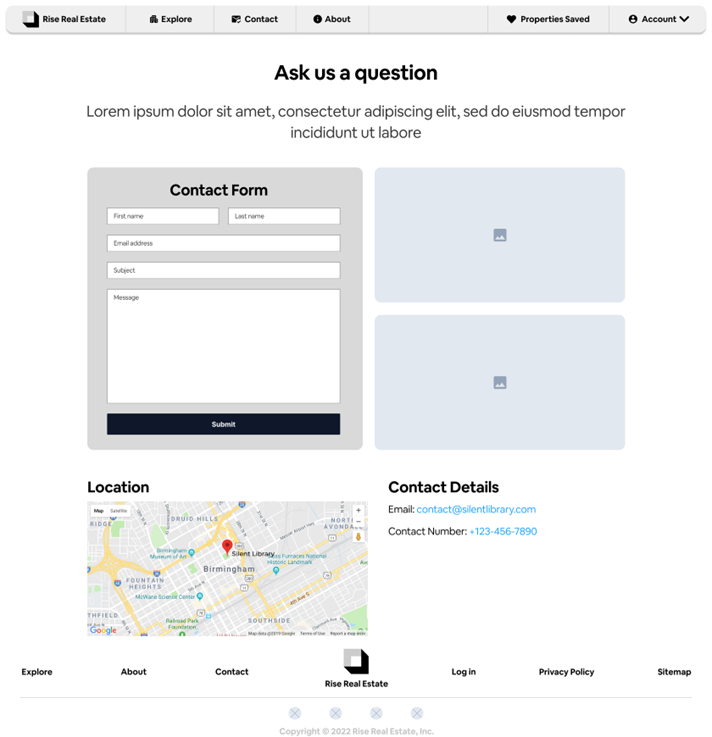 Rise Real Estate
Explore
Contact
About
Properties Saved
Account
Ask us a question
Lorem ipsum dolor sit amet, consectetur adipiscing elit, sed do eiusmod tempor
incididunt ut labore
Contact Form
First name
Last name
Email address
Subject
Message
Submit
Location
Contact Details
Email: contact@silentlibrary.com
Contact Number: +123-456-7890
Map
Satellite
RIDGE
DRUID HILLS
NORTH
AVONDALE
Birmingham
Museum of Art
Silent Library
Sloss Furnaces National
Historic Landmark
Birmingham
FOUNTAIN
HEIGHTS
McWane Science Center
4th Ave S
THFIELD
Railroad Park
Foundation
SOUTHSIDE
Google
Map data ©2019 Google
Terms of Use
Report a map error
Explore
About
Contact
Rise Real Estate
Log in
Privacy Policy
Sitemap
Copyright © 2022 Rise Real Estate, Inc.